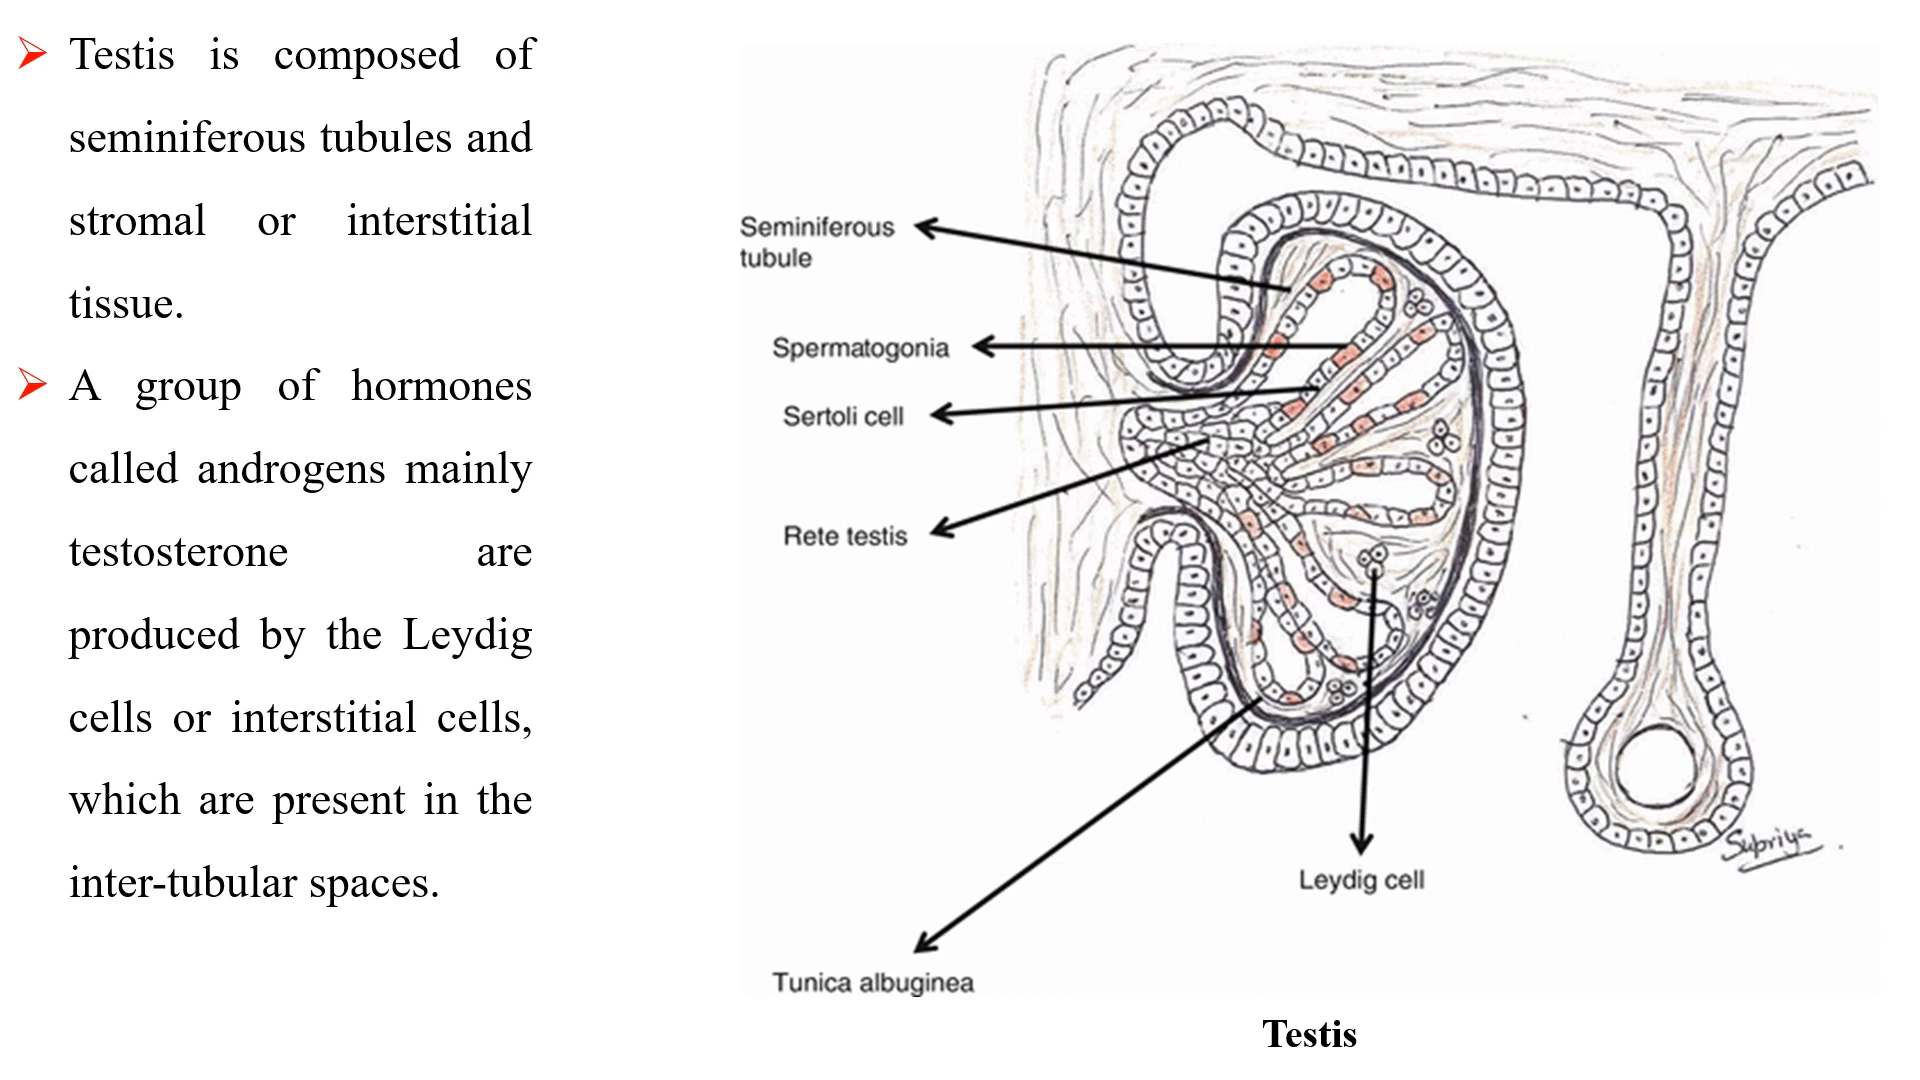 Testis is composed of
seminiferous tubules and
stromal or interstitial
tissue.
A group of hormones
called androgens mainly
testosterone are
produced by the Leydig
cells or interstitial cells,
which are present in the
inter-tubular spaces.
Seminiferous
tubule
Spermatogonia
Sertoli cell
Rete testis
Leydig cell
Tunica albuginea
Supriya
Testis